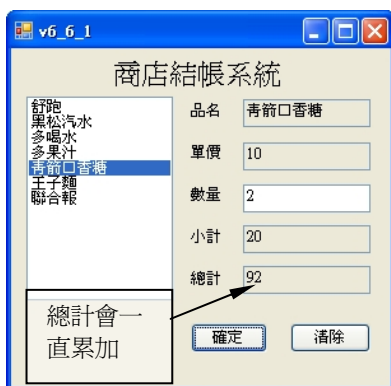 v6_6_1
商店結帳系統
舒跑
黑松汽水
多喝水
多果汁
青箭口香糖
王子麵
聯合報
品名 青箭口香糖
單價 10
數量 2
小計 20
總計 92
總計會一
直累加
確定 清除